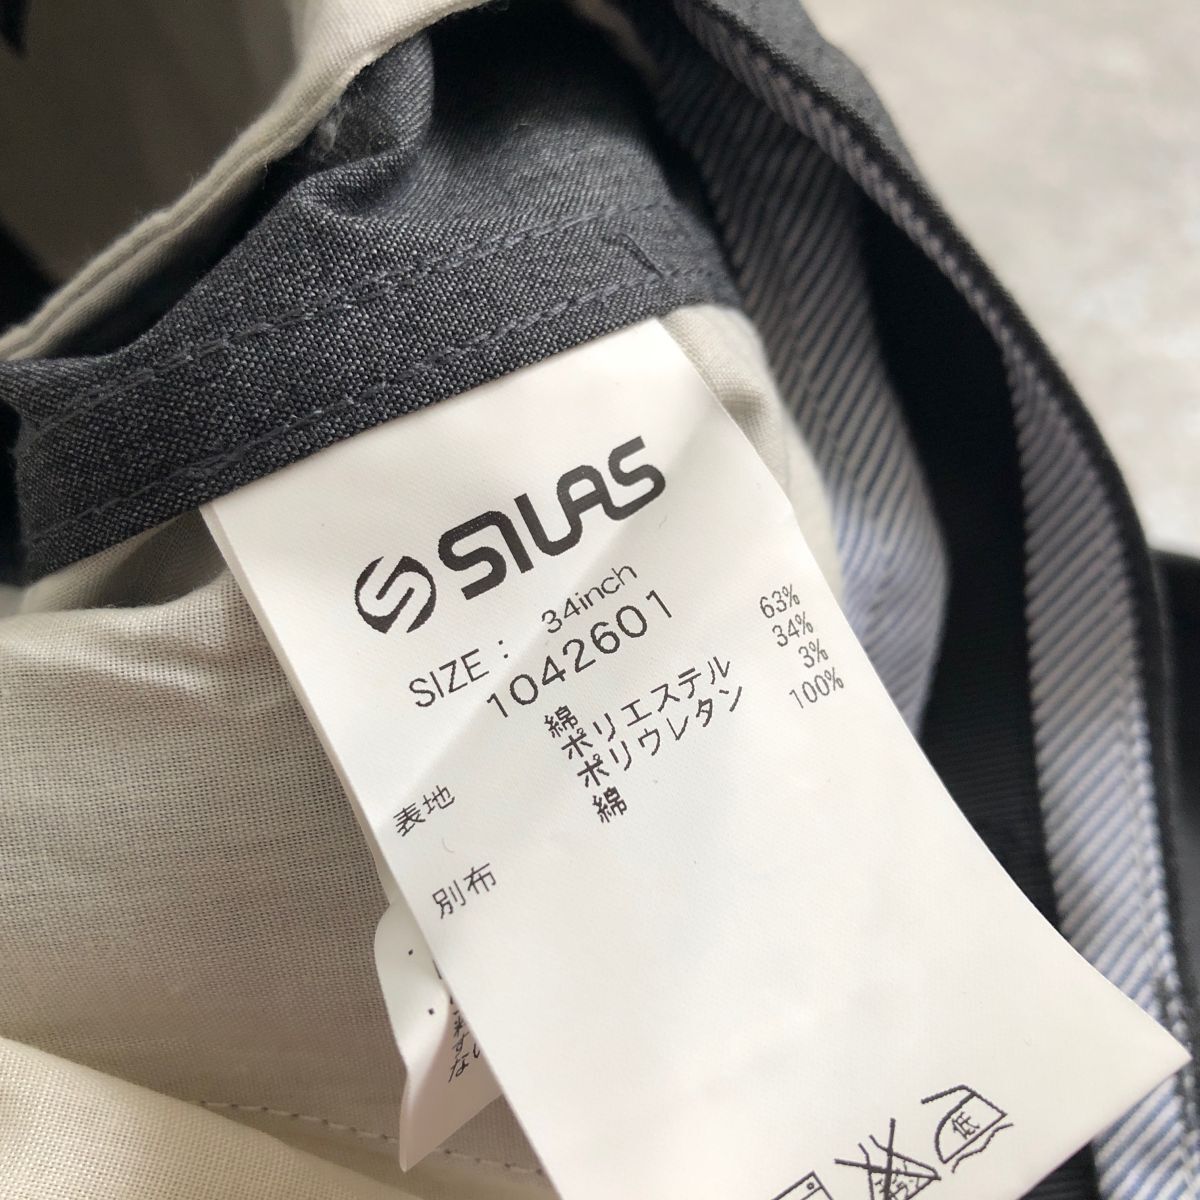 SILAS
SIZE : 34inch
1042601
表地 綿 63%
ポリエステル 34%
ポリウレタン 3%
別布 綿 100%
低